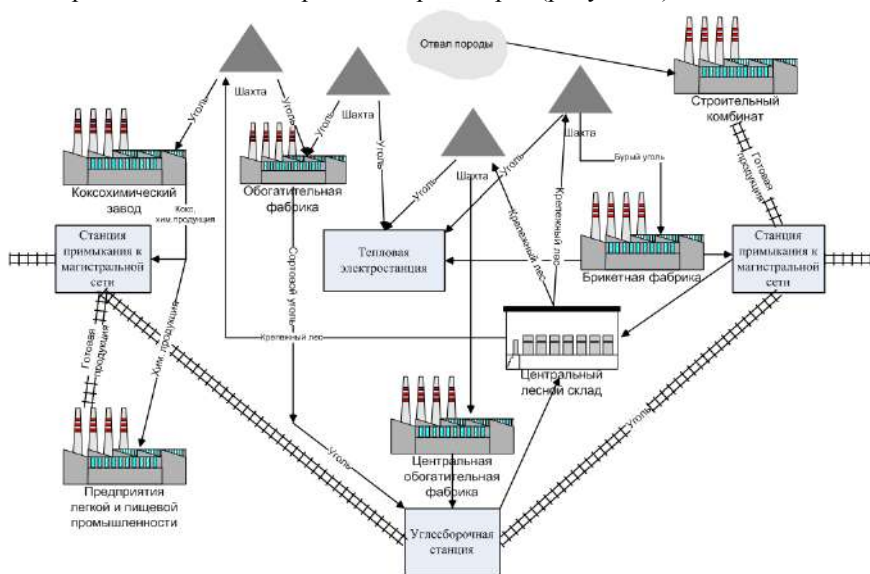 Отвал породы
Строительный
комбинат
Шахта
Шахта
Шахта
Шахта
Уголь
Уголь
Уголь
Уголь
Уголь
Уголь
Бурый уголь
Коксохимический
завод
Обогатительная
фабрика
Кокс,
хим.продукция
Готовая
продукция
Станция
примыкания к
магистральной
сети
Тепловая
электростанция
Крепежный лес
Крепежный лес
Брикетная фабрика
Станция
примыкания к
магистральной
сети
Сортовой уголь
Готовая
продукция
Хим. продукция
Крепежный лес
Центральный
лесной склад
Уголь
Уголь
Предприятия
легкой и пищевой
промышленности
Центральная
обогатительная
фабрика
Углесборочная
станция